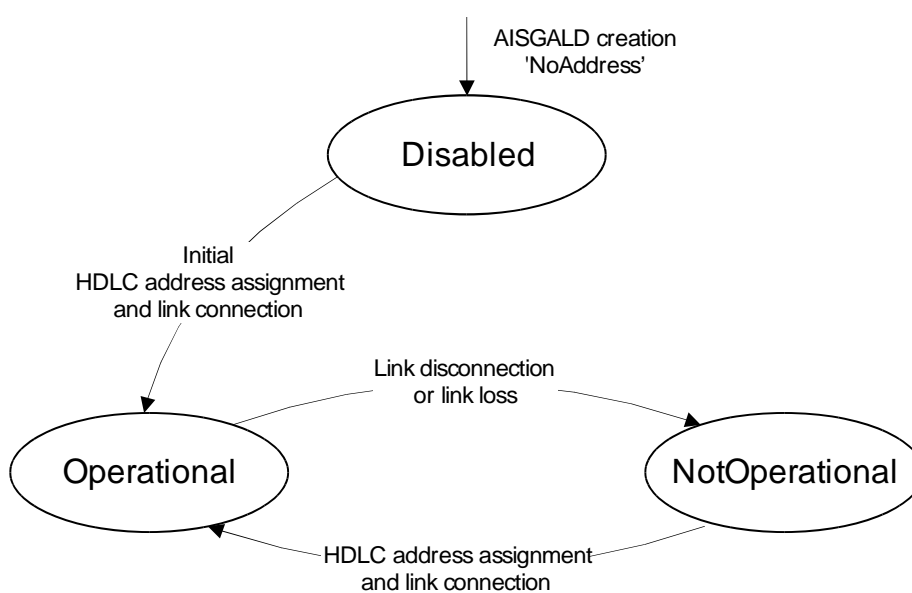 AISGALD creation
'NoAddress’
Disabled
Initial
HDLC address assignment
and link connection
Link disconnection
or link loss
Operational
NotOperational
HDLC address assignment
and link connection